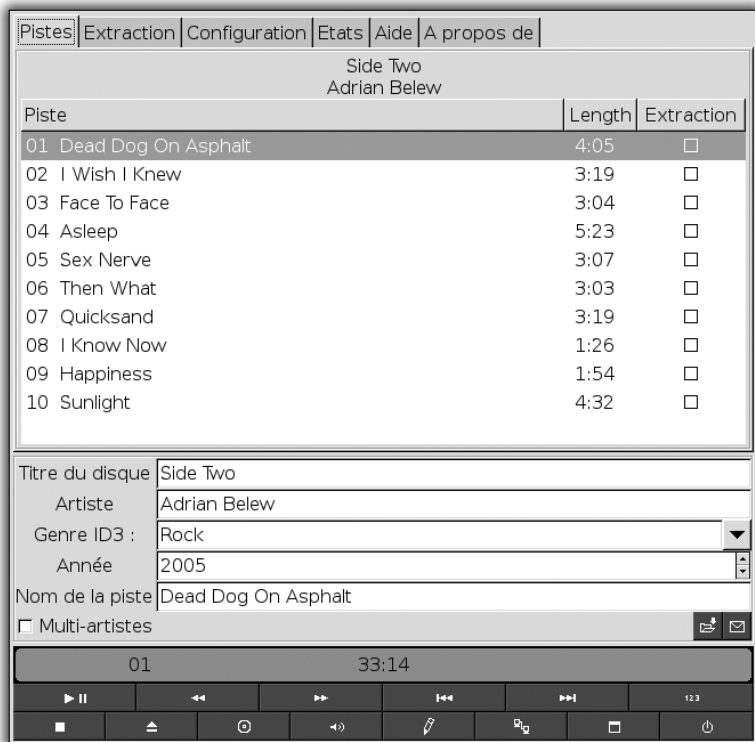 Pistes Extraction Configuration Etats Aide A propos de
Side Two
Adrian Belew
Piste Length Extraction
01 Dead Dog On Asphalt 4:05
02 I Wish I Knew 3:19
03 Face To Face 3:04
04 Asleep 5:23
05 Sex Nerve 3:07
06 Then What 3:03
07 Quicksand 3:19
08 I Know Now 1:26
09 Happiness 1:54
10 Sunlight 4:32
Titre du disque Side Two
Artiste Adrian Belew
Genre ID3 : Rock
Année 2005
Nom de la piste Dead Dog On Asphalt
Multi-artistes
01 33:14
123